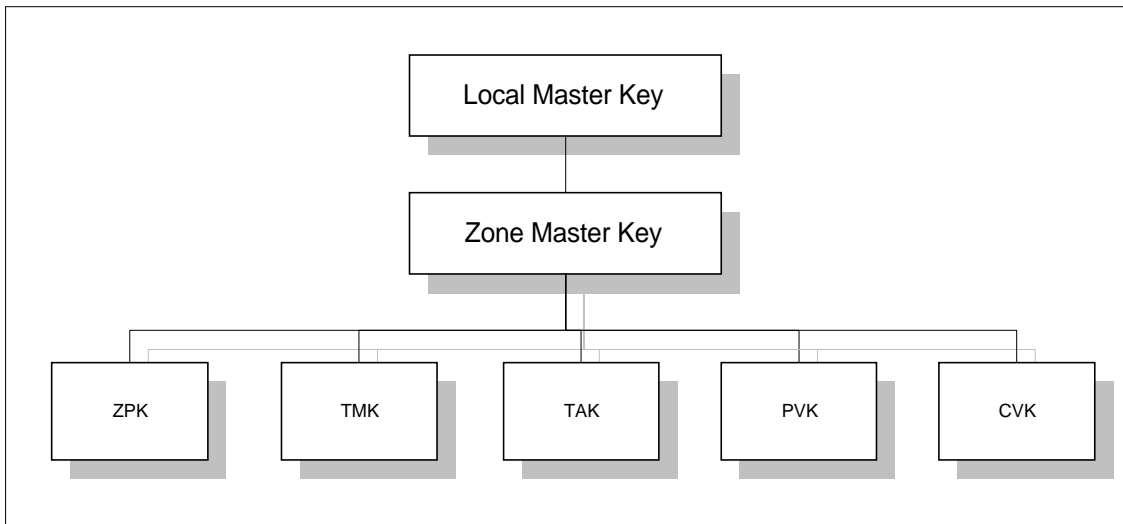 Local Master Key
Zone Master Key
ZPK
TMK
TAK
PVK
CVK